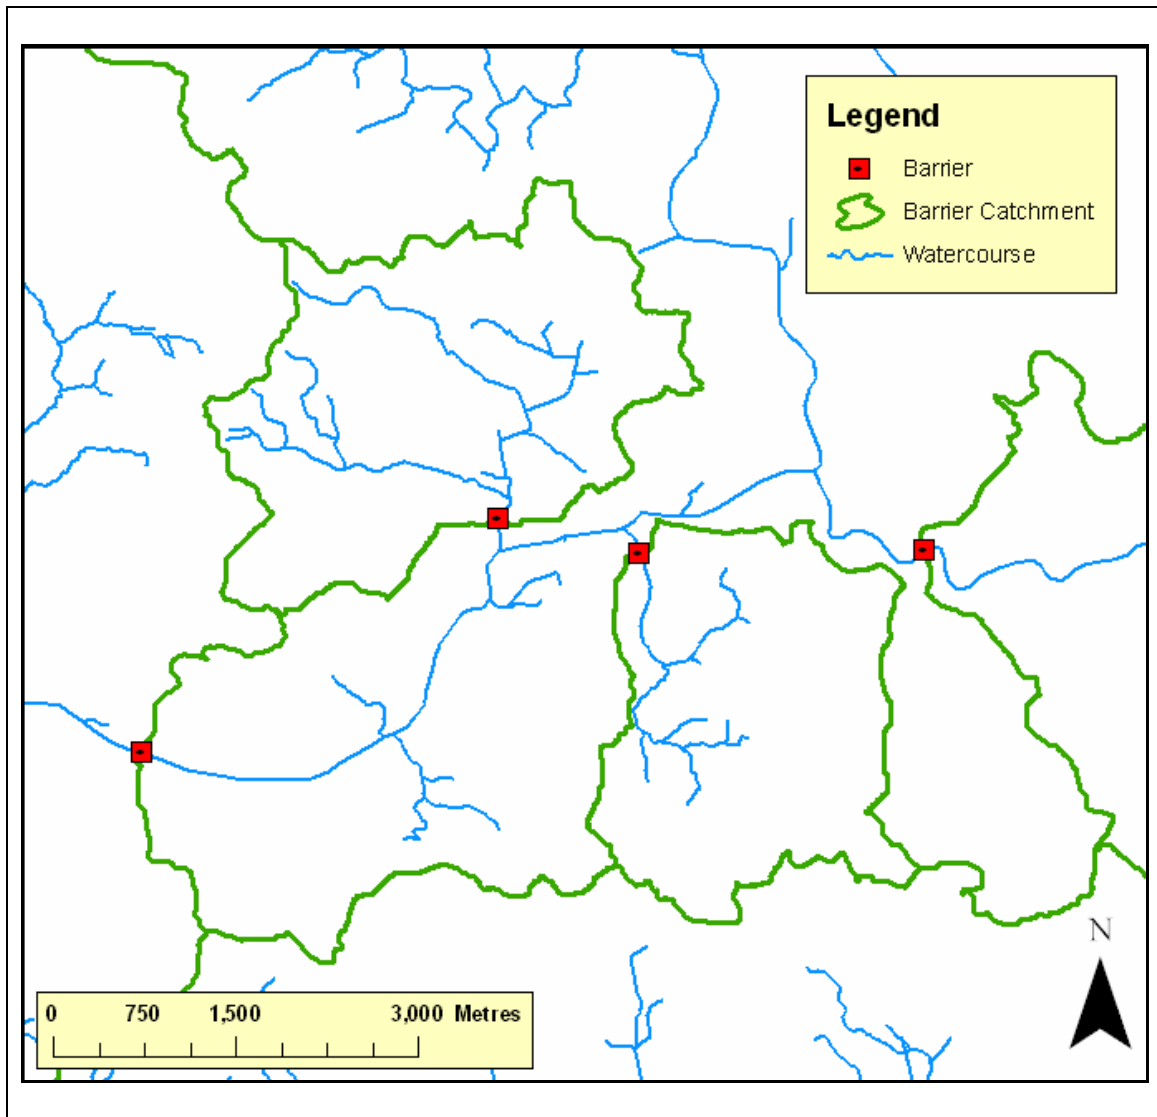 Legend
Barrier
Barrier Catchment
Watercourse
N
0 750 1,500 3,000 Metres